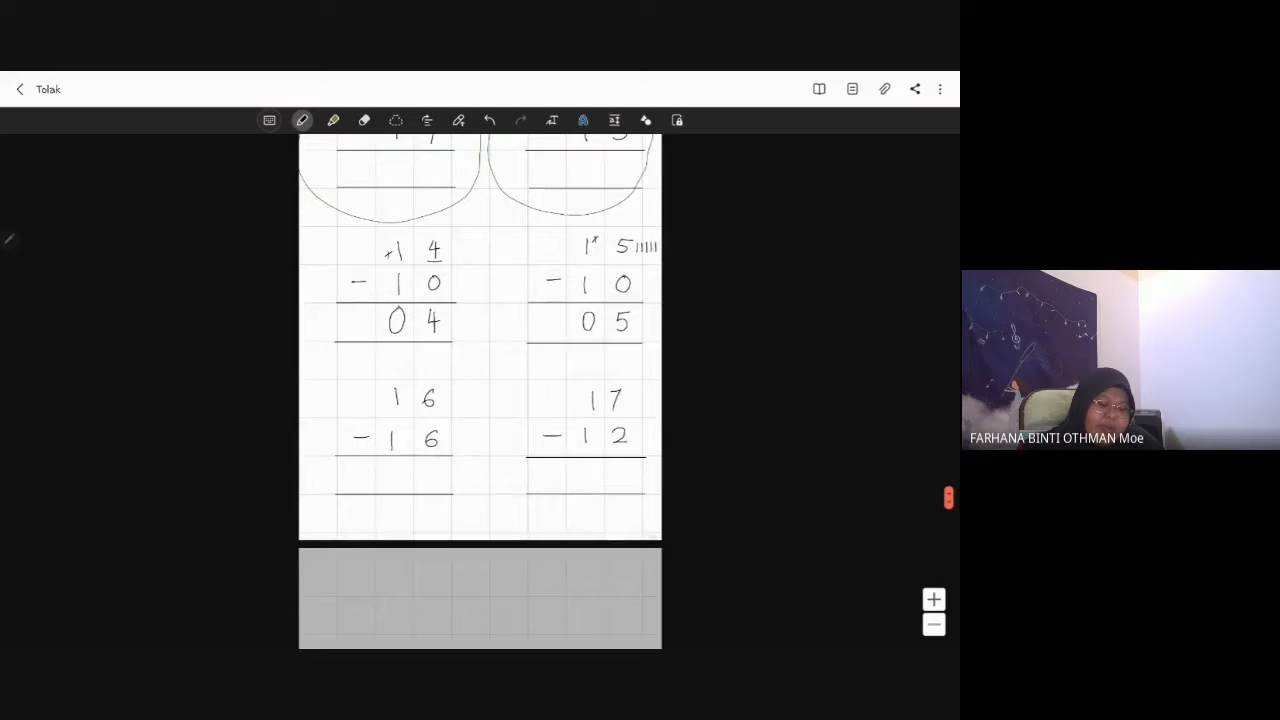 Tolak
1 4 1 5
- 1 0 - 1 0
0 4 0 5
1 6 1 7
- 1 6 - 1 2
FARHANA BINTI OTHMAN Moe